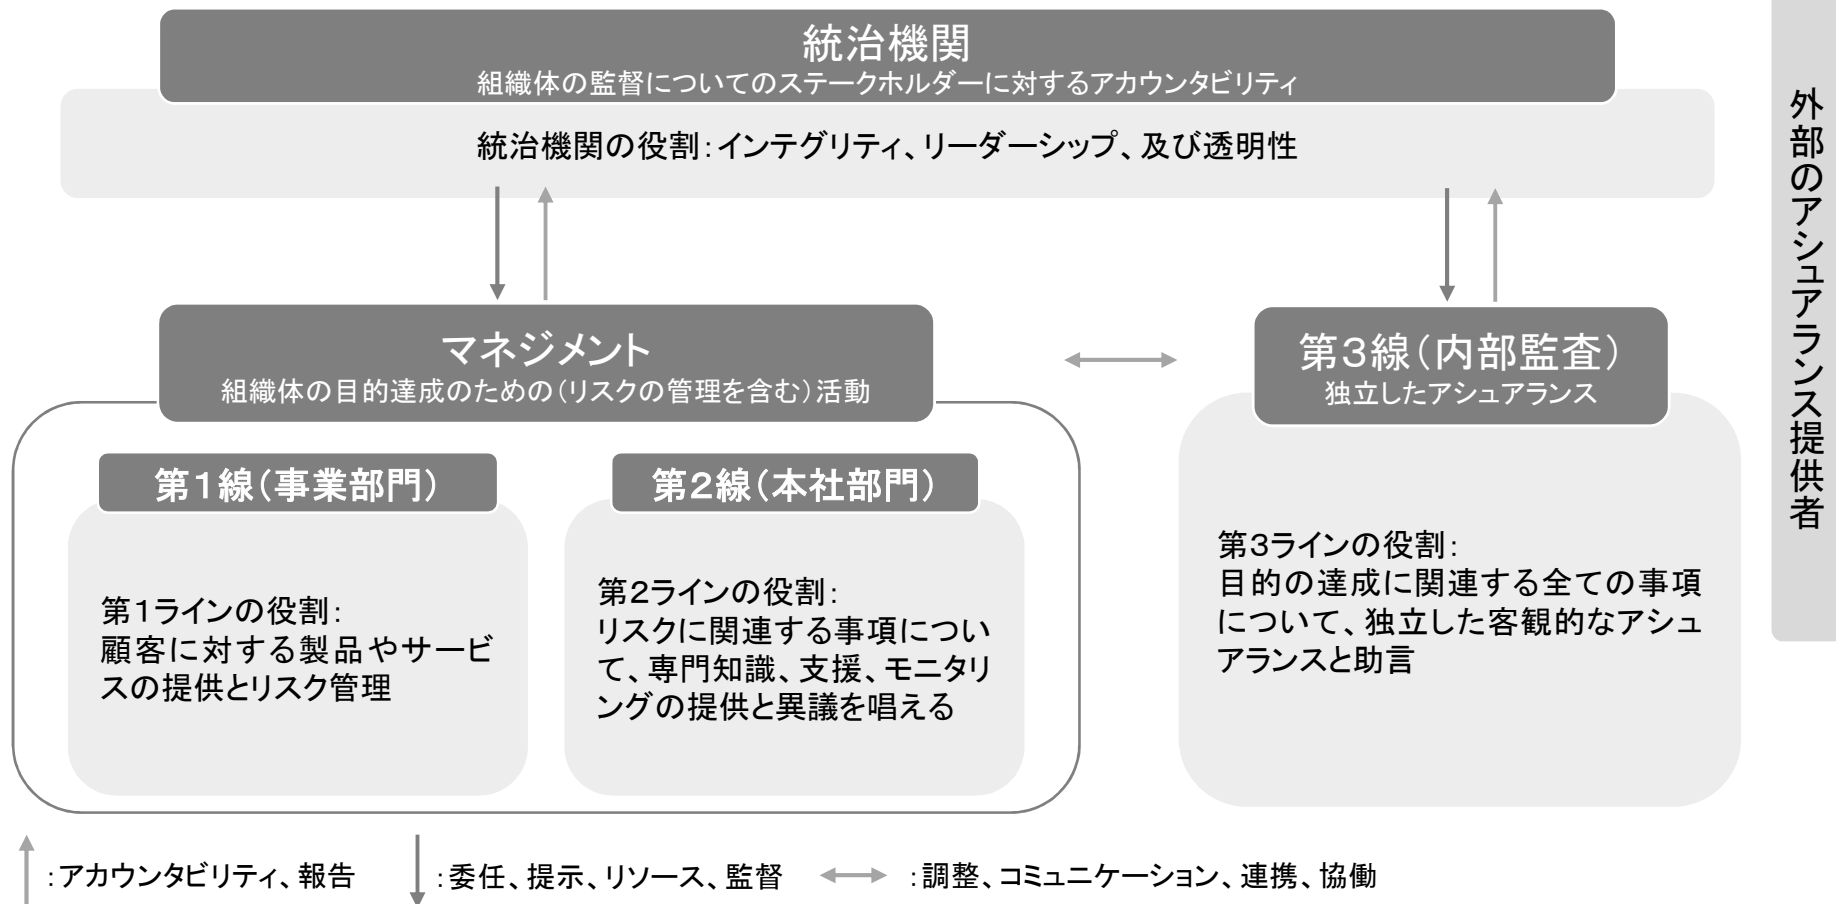 統治機関
組織体の監督についてのステークホルダーに対するアカウンタビリティ
統治機関の役割：インテグリティ、リーダーシップ、及び透明性
マネジメント
組織体の目的達成のための（リスクの管理を含む）活動
第１線（事業部門）
第１ラインの役割：
顧客に対する製品やサービ
スの提供とリスク管理
第２線（本社部門）
第２ラインの役割：
リスクに関連する事項につい
て、専門知識、支援、モニタリ
ングの提供と異議を唱える
第３線（内部監査）
独立したアシュアランス
第３ラインの役割：
目的の達成に関連する全ての事項
について、独立した客観的なアシュ
アランスと助言
外部のアシュアランス提供者
：アカウンタビリティ、報告
：委任、提示、リソース、監督
：調整、コミュニケーション、連携、協働